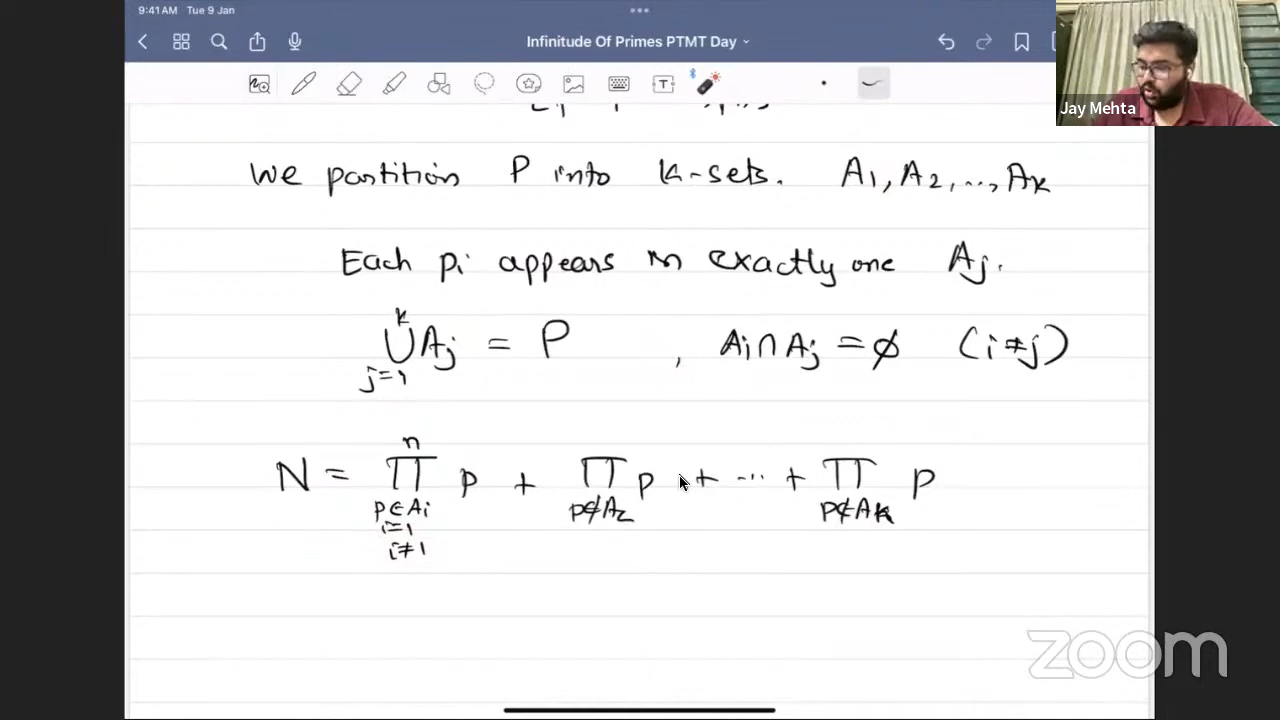 9:41 AM Tue 9 Jan
Infinitude Of Primes PTMT Day
Jay Mehta
We partition P into k-sets. A1, A2, ..., Ak
Each pi appears in exactly one Aj.
k
⋃ Aj = P , Ai ∩ Aj = ∅ (i ≠ j)
j=1
n
N = ∏ p + ∏ p + ... + ∏ p
p∈Ai p∉A2 p∉Ak
i=1
i≠1
zoom